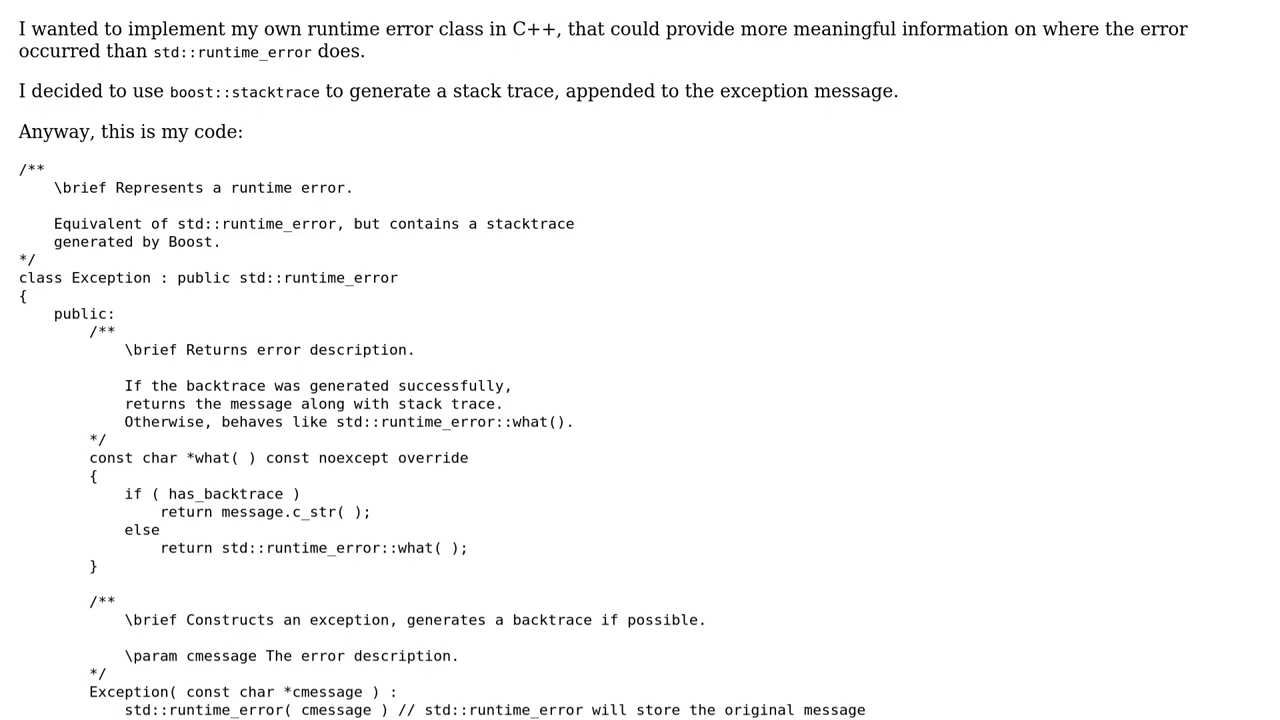 I wanted to implement my own runtime error class in C++, that could provide more meaningful information on where the error
occurred than std::runtime_error does.
I decided to use boost::stacktrace to generate a stack trace, appended to the exception message.
Anyway, this is my code:
/**
    \brief Represents a runtime error.

    Equivalent of std::runtime_error, but contains a stacktrace
    generated by Boost.
*/
class Exception : public std::runtime_error
{
    public:
        /**
            \brief Returns error description.

            If the backtrace was generated successfully,
            returns the message along with stack trace.
            Otherwise, behaves like std::runtime_error::what().
        */
        const char *what( ) const noexcept override
        {
            if ( has_backtrace )
                return message.c_str( );
            else
                return std::runtime_error::what( );
        }

        /**
            \brief Constructs an exception, generates a backtrace if possible.

            \param cmessage The error description.
        */
        Exception( const char *cmessage ) :
            std::runtime_error( cmessage ) // std::runtime_error will store the original message